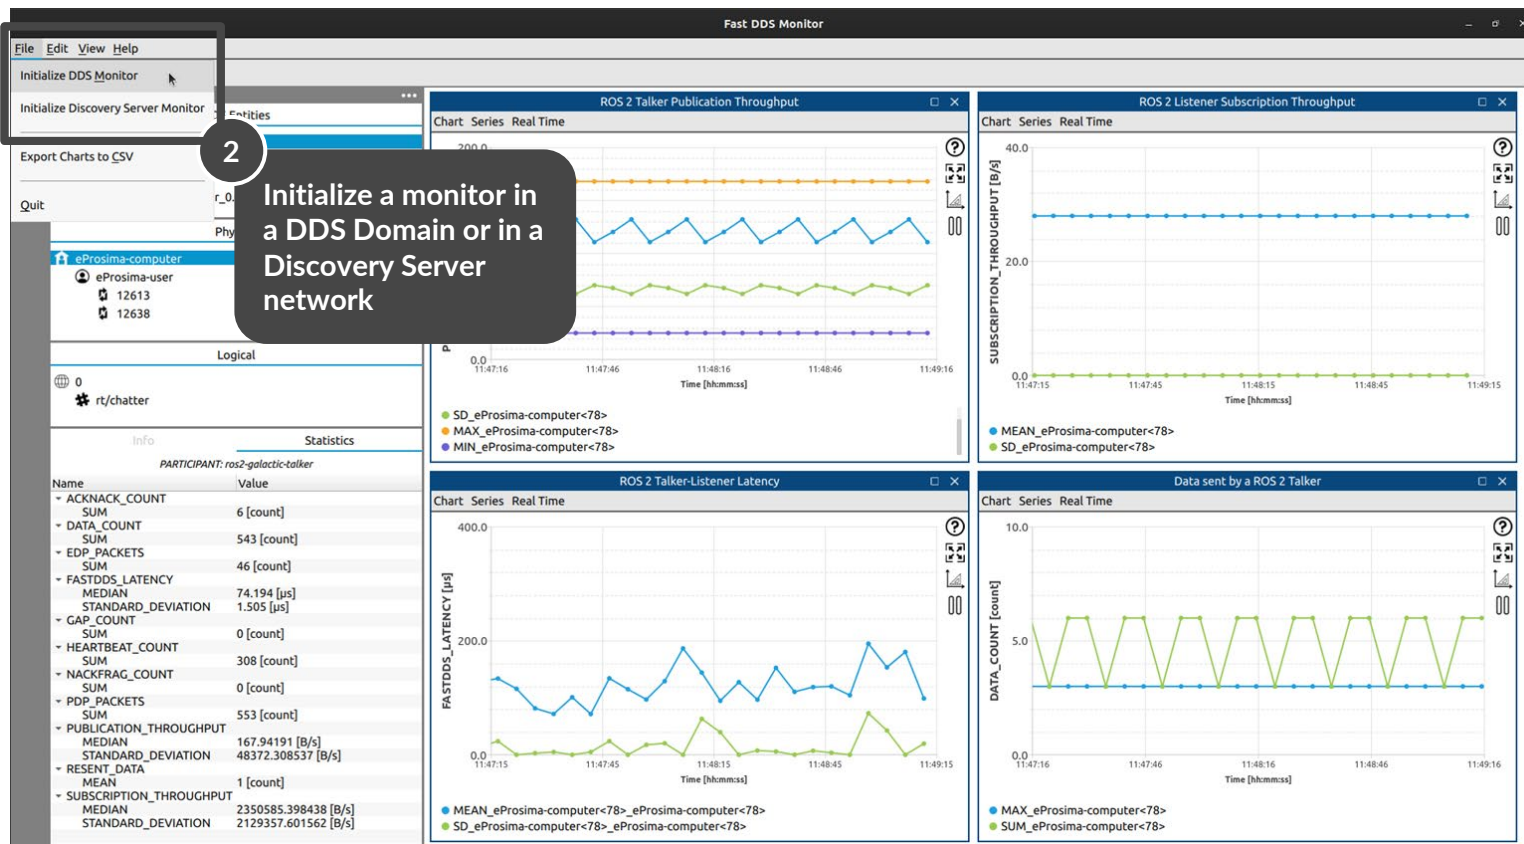 Fast DDS Monitor
File Edit View Help
Initialize DDS Monitor
Initialize Discovery Server Monitor
Export Charts to CSV
Quit
Entities
2
Initialize a monitor in
a DDS Domain or in a
Discovery Server
network
eProsima-computer
eProsima-user
12613
12638
Logical
0
rt/chatter
Info Statistics
PARTICIPANT: ros2-galactic-talker
Name Value
ACKNACK_COUNT
SUM 6 [count]
DATA_COUNT
SUM 543 [count]
EDP_PACKETS
SUM 46 [count]
FASTDDS_LATENCY
MEDIAN 74.194 [µs]
STANDARD_DEVIATION 1.505 [µs]
GAP_COUNT
SUM 0 [count]
HEARTBEAT_COUNT
SUM 308 [count]
NACKFRAG_COUNT
SUM 0 [count]
PDP_PACKETS
SUM 553 [count]
PUBLICATION_THROUGHPUT
MEDIAN 167.94191 [B/s]
STANDARD_DEVIATION 48372.308537 [B/s]
RESENT_DATA
MEAN 1 [count]
SUBSCRIPTION_THROUGHPUT
MEDIAN 2350585.398438 [B/s]
STANDARD_DEVIATION 2129357.601562 [B/s]
ROS 2 Talker Publication Throughput
Chart Series Real Time
200.0
0.0
11:47:16 11:47:46 11:48:16 11:48:46 11:49:16
Time [hh:mm:ss]
SD_eProsima-computer<78>
MAX_eProsima-computer<78>
MIN_eProsima-computer<78>
ROS 2 Listener Subscription Throughput
Chart Series Real Time
SUBSCRIPTION_THROUGHPUT [B/s]
40.0
20.0
0.0
11:47:15 11:47:45 11:48:15 11:48:45 11:49:15
Time [hh:mm:ss]
MEAN_eProsima-computer<78>
SD_eProsima-computer<78>
ROS 2 Talker-Listener Latency
Chart Series Real Time
FASTDDS_LATENCY [µs]
400.0
200.0
0.0
11:47:15 11:47:45 11:48:15 11:48:45 11:49:15
Time [hh:mm:ss]
MEAN_eProsima-computer<78>_eProsima-computer<78>
SD_eProsima-computer<78>_eProsima-computer<78>
Data sent by a ROS 2 Talker
Chart Series Real Time
DATA_COUNT [count]
10.0
5.0
0.0
11:47:16 11:47:46 11:48:16 11:48:46 11:49:16
Time [hh:mm:ss]
MAX_eProsima-computer<78>
SUM_eProsima-computer<78>